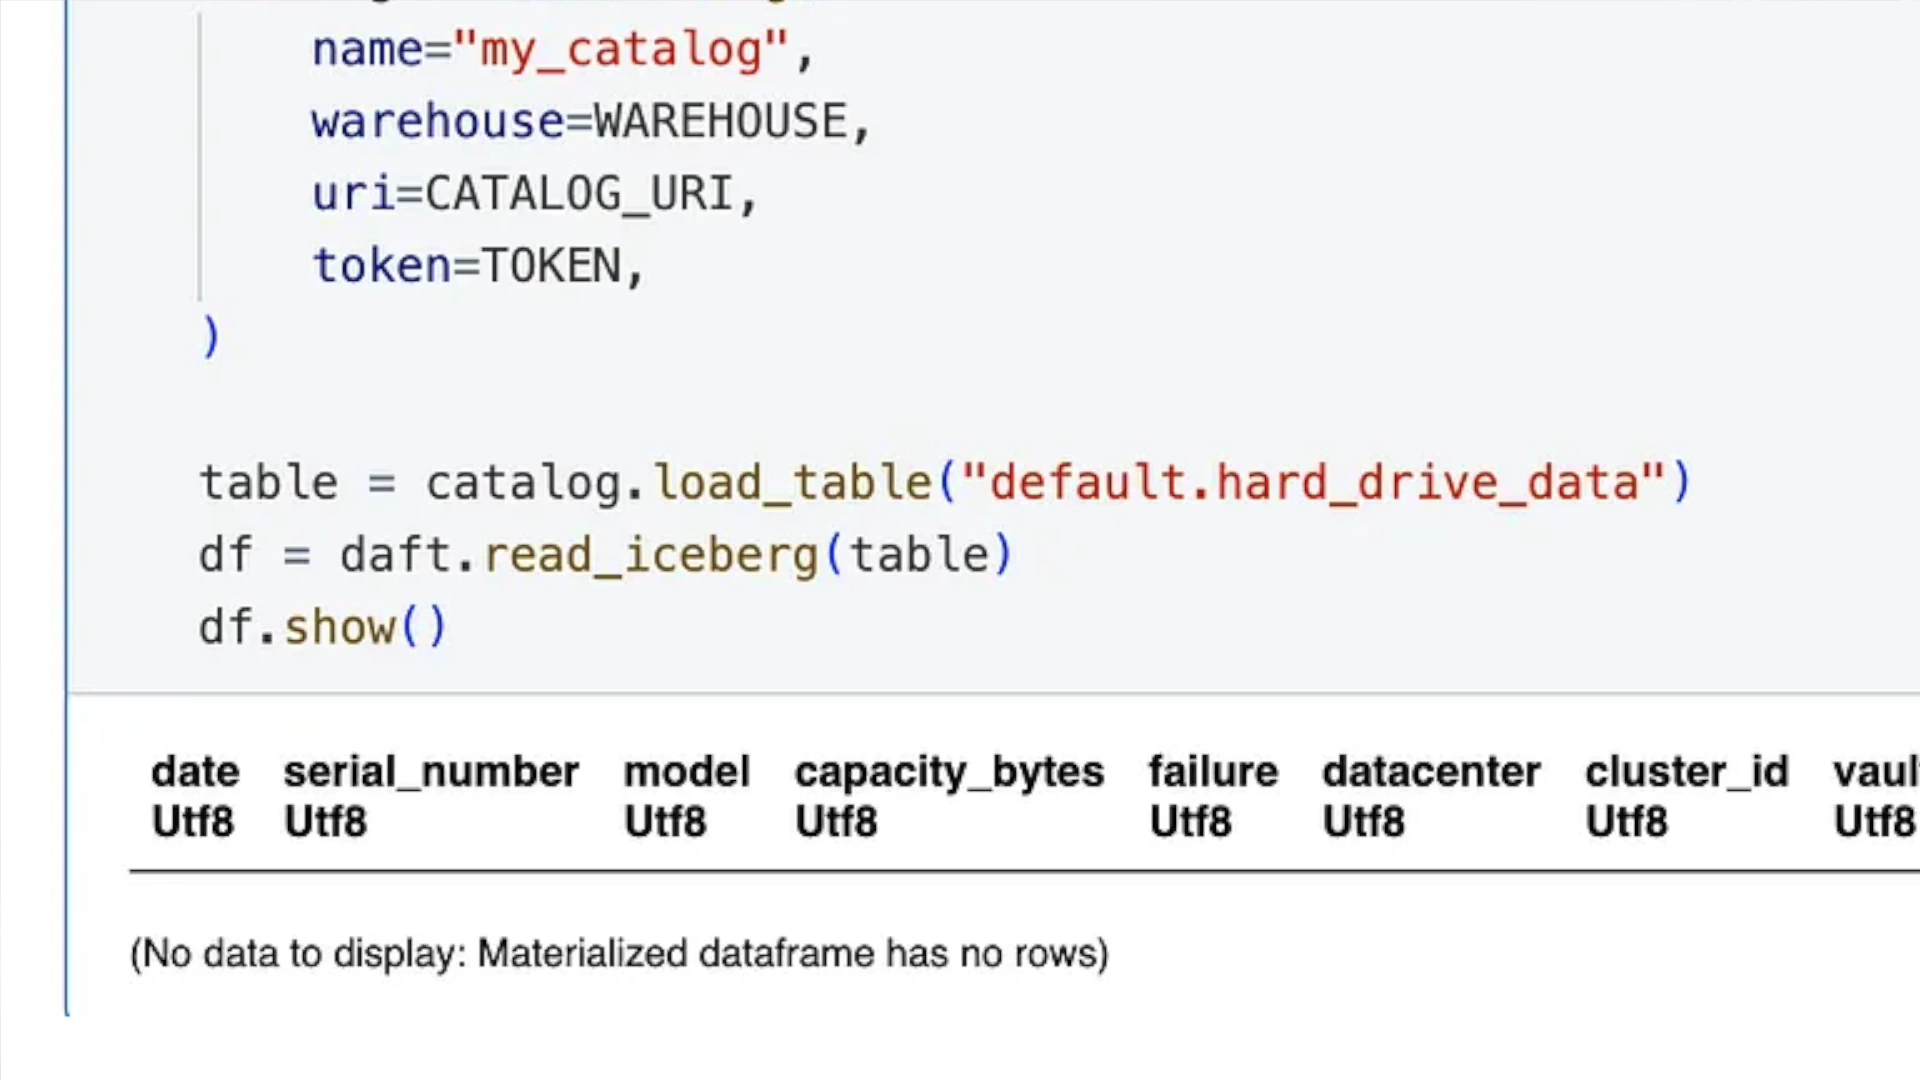 name="my_catalog",
warehouse=WAREHOUSE,
uri=CATALOG_URI,
token=TOKEN,
)
table = catalog.load_table("default.hard_drive_data")
df = daft.read_iceberg(table)
df.show()
date serial_number model capacity_bytes failure datacenter cluster_id
Utf8 Utf8 Utf8 Utf8 Utf8 Utf8 Utf8 Utf8
(No data to display: Materialized dataframe has no rows)